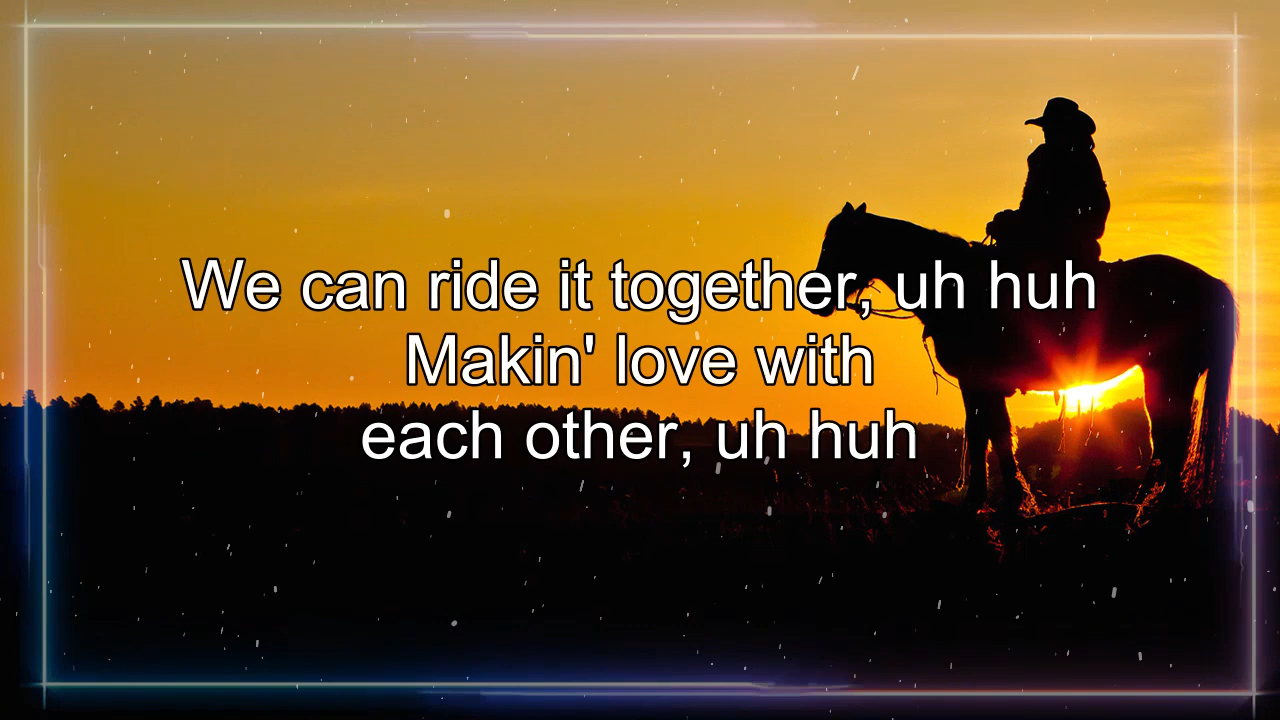 We can ride it together, uh huh
Makin' love with
each other, uh huh